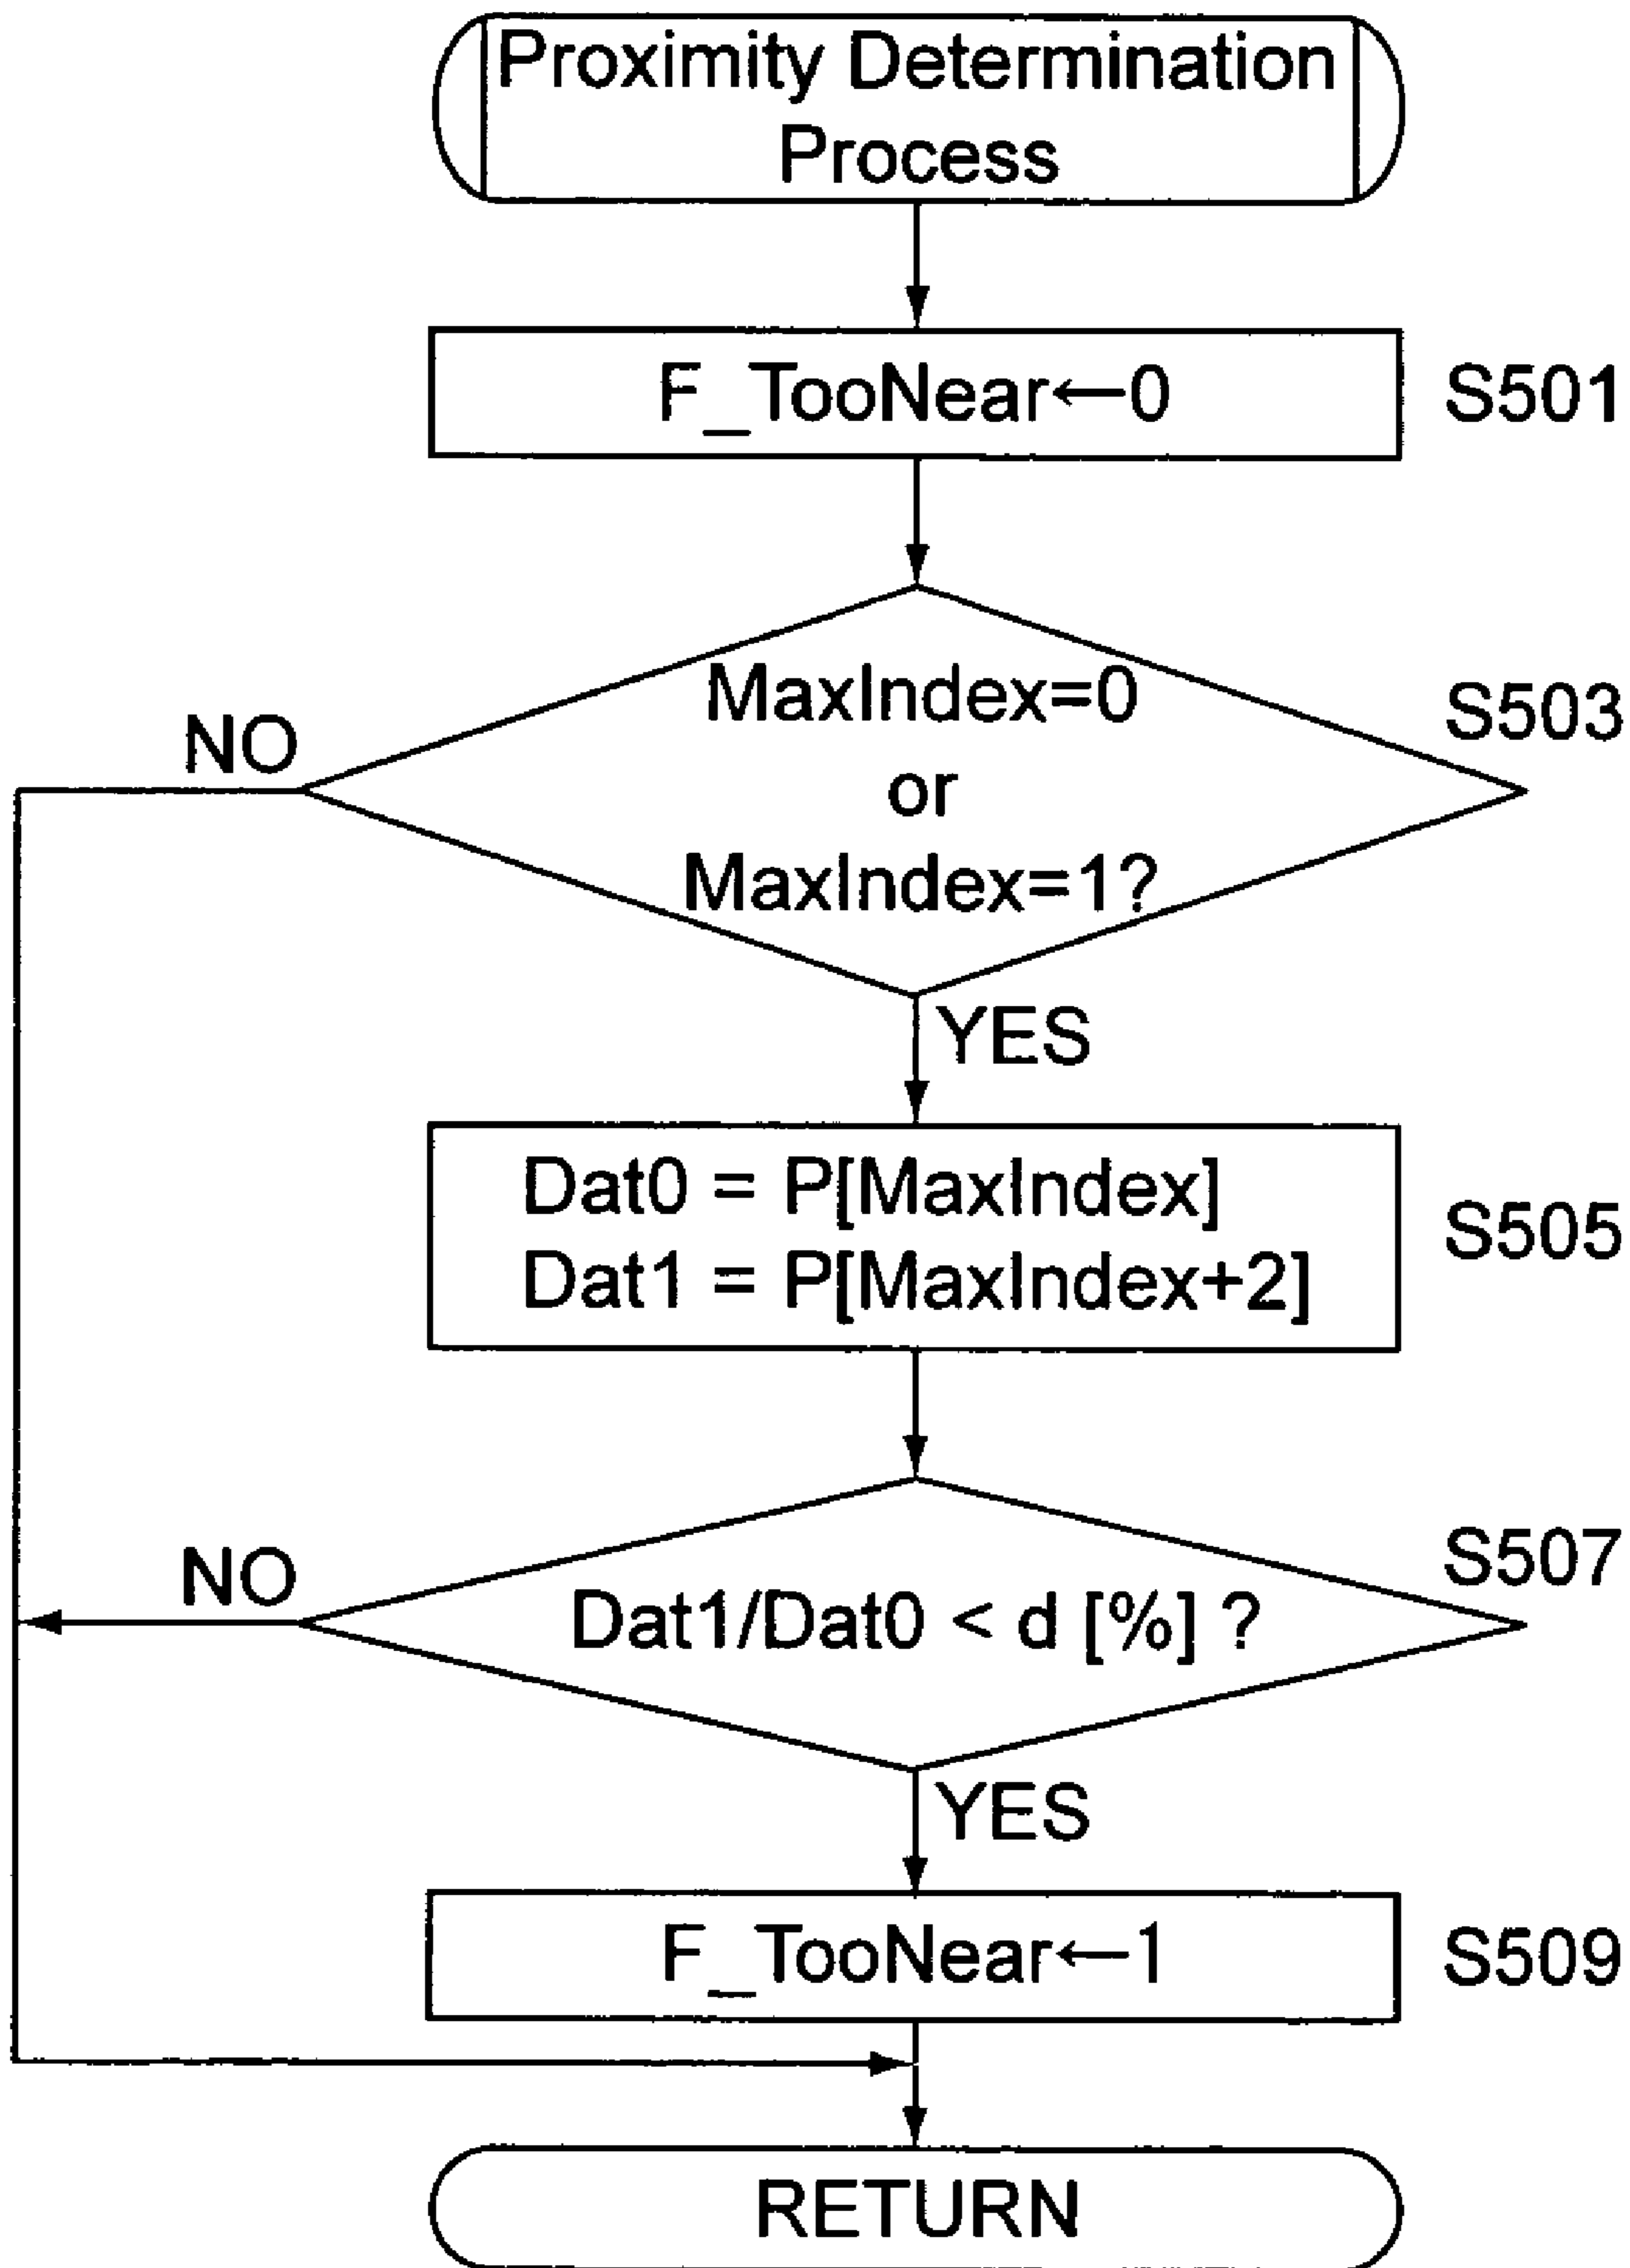 Proximity Determination
Process
F_TooNear←0
S501
MaxIndex=0
or
MaxIndex=1?
S503
NO
YES
Dat0 = P[MaxIndex]
Dat1 = P[MaxIndex+2]
S505
Dat1/Dat0 < d [%] ?
S507
NO
YES
F_TooNear←1
S509
RETURN